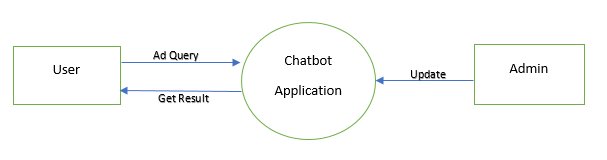 User
Ad Query
Get Result
Chatbot
Application
Update
Admin